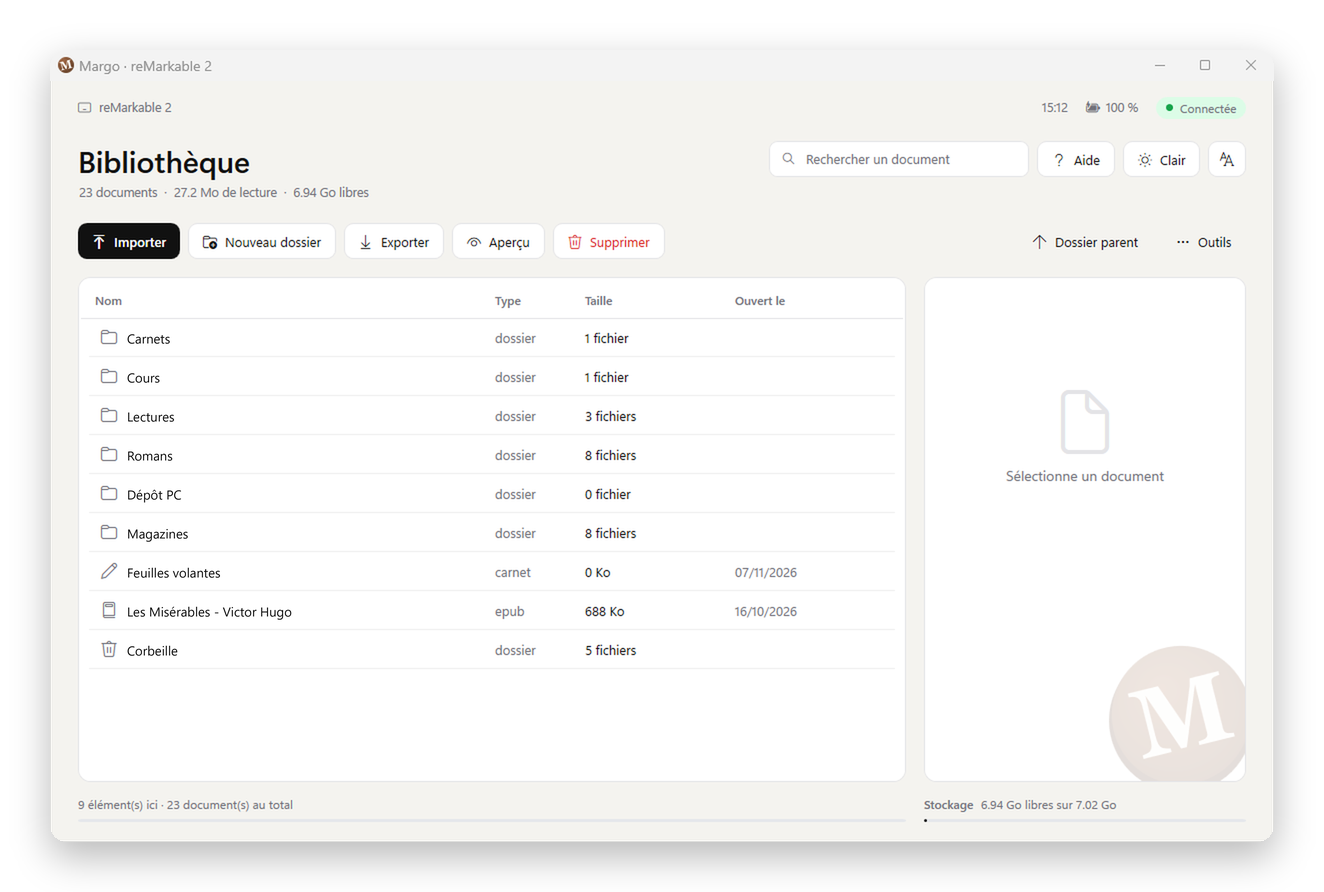 M Margo · reMarkable 2
reMarkable 2
15:12 100 % Connectée
Bibliothèque
Rechercher un document
? Aide
Clair
AA
23 documents · 27.2 Mo de lecture · 6.94 Go libres
Importer
Nouveau dossier
Exporter
Aperçu
Supprimer
Dossier parent
··· Outils
Nom Type Taille Ouvert le
Carnets dossier 1 fichier
Cours dossier 1 fichier
Lectures dossier 3 fichiers
Romans dossier 8 fichiers
Dépôt PC dossier 0 fichier
Magazines dossier 8 fichiers
Feuilles volantes carnet 0 Ko 07/11/2026
Les Misérables - Victor Hugo epub 688 Ko 16/10/2026
Corbeille dossier 5 fichiers
Sélectionne un document
M
9 élément(s) ici · 23 document(s) au total
Stockage 6.94 Go libres sur 7.02 Go